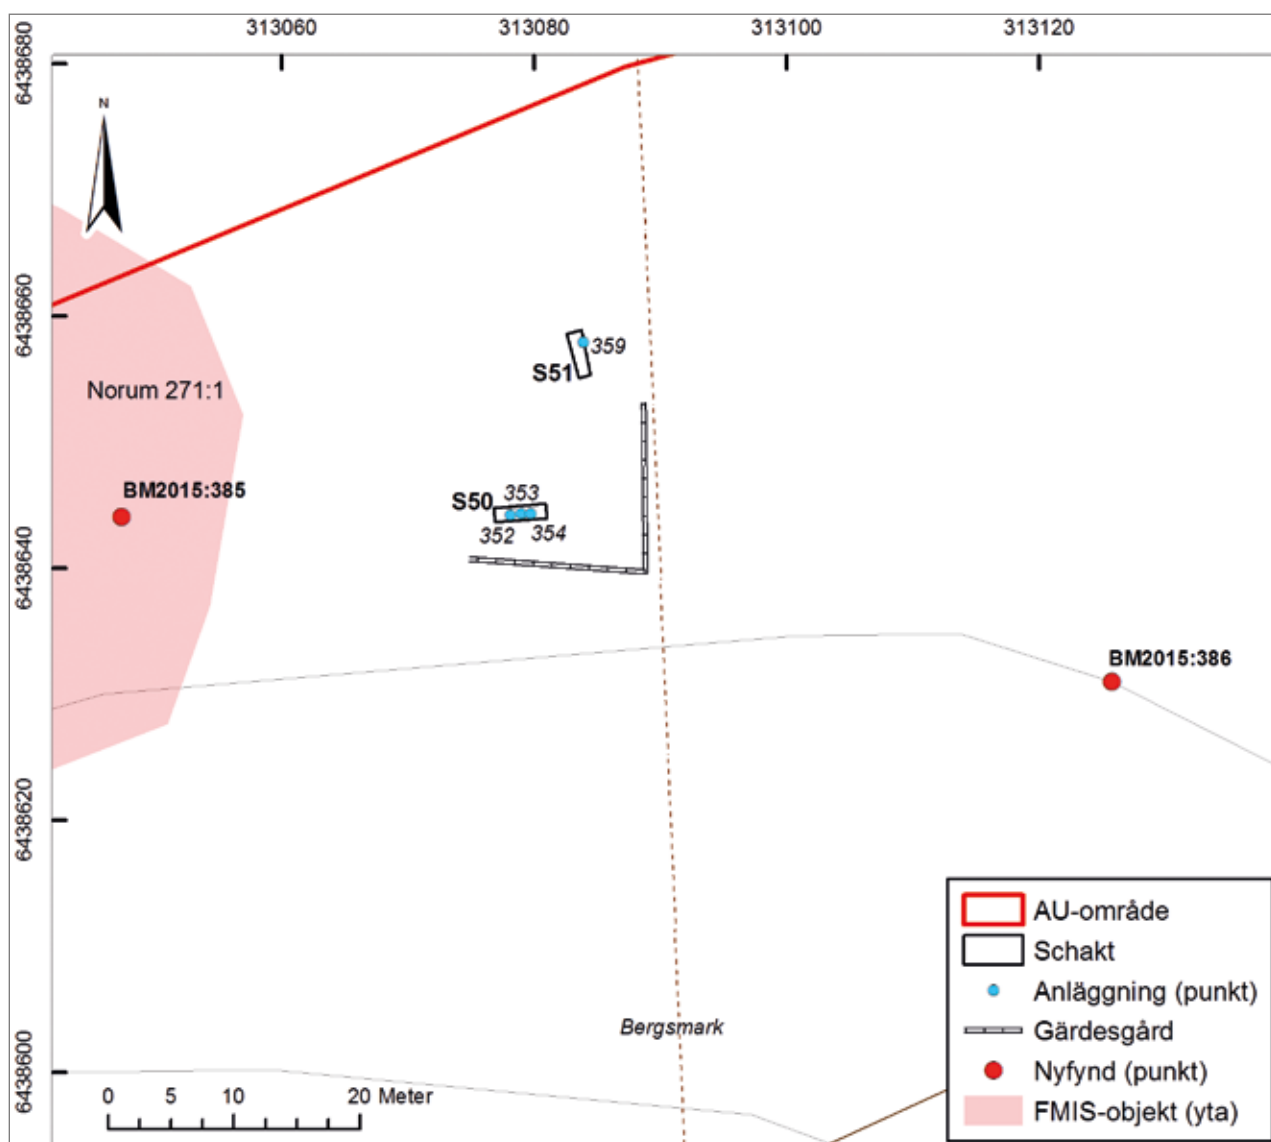 313060
313080
313100
313120
6438680
N
6438660
359
S51
Norum 271:1
BM2015:385
353
S50
352
354
6438640
BM2015:386
6438620
Bergsmark
6438600
0 5 10 20 Meter
AU-område
Schakt
Anläggning (punkt)
Gärdesgård
Nyfynd (punkt)
FMIS-objekt (yta)